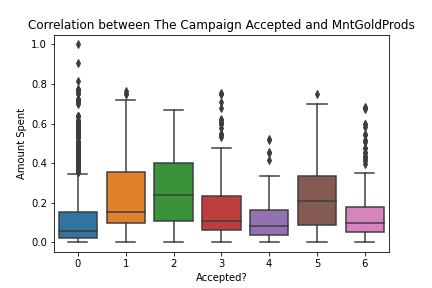 Correlation between The Campaign Accepted and MntGoldProds
1.0
0.8
0.6
0.4
0.2
0.0
Amount Spent
0 1 2 3 4 5 6
Accepted?